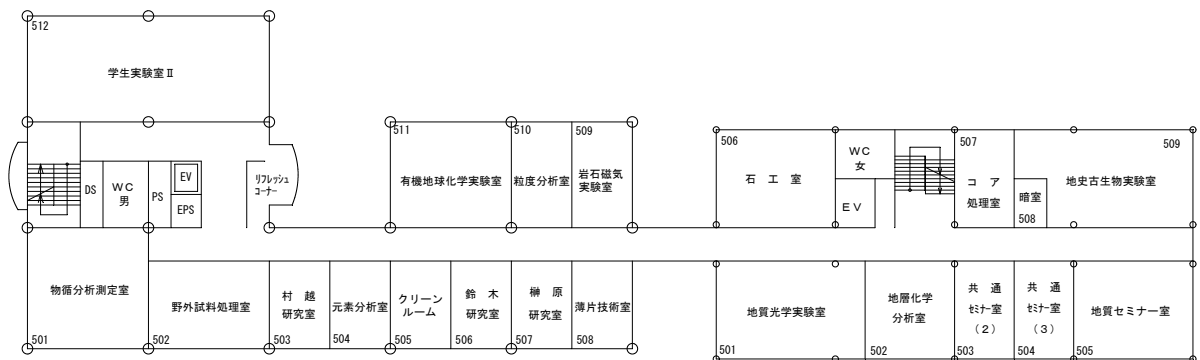 512
学生実験室Ⅱ
DS
WC
男
PS
EV
EPS
リフレッシュ
コーナー
511
有機地球化学実験室
510
粒度分析室
509
岩石磁気
実験室
506
石工室
WC
女
EV
507
コア
処理室
暗室
508
509
地史古生物実験室
物循分析測定室
501
野外試料処理室
502
村越
研究室
503
元素分析室
504
クリーン
ルーム
505
鈴木
研究室
506
榊原
研究室
507
薄片技術室
508
地質光学実験室
501
地層化学
分析室
502
共通
セミナー室
(2)
503
共通
セミナー室
(3)
504
地質セミナー室
505